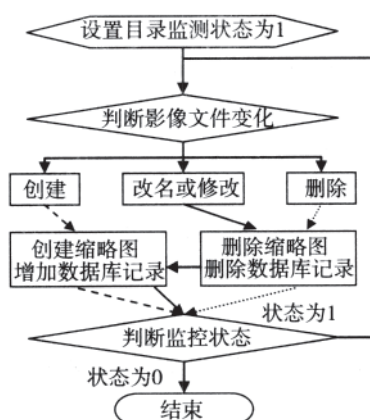 设置目录监测状态为1
判断影像文件变化
创建
改名或修改
删除
创建缩略图
增加数据库记录
删除缩略图
删除数据库记录
状态为1
判断监控状态
状态为0
结束